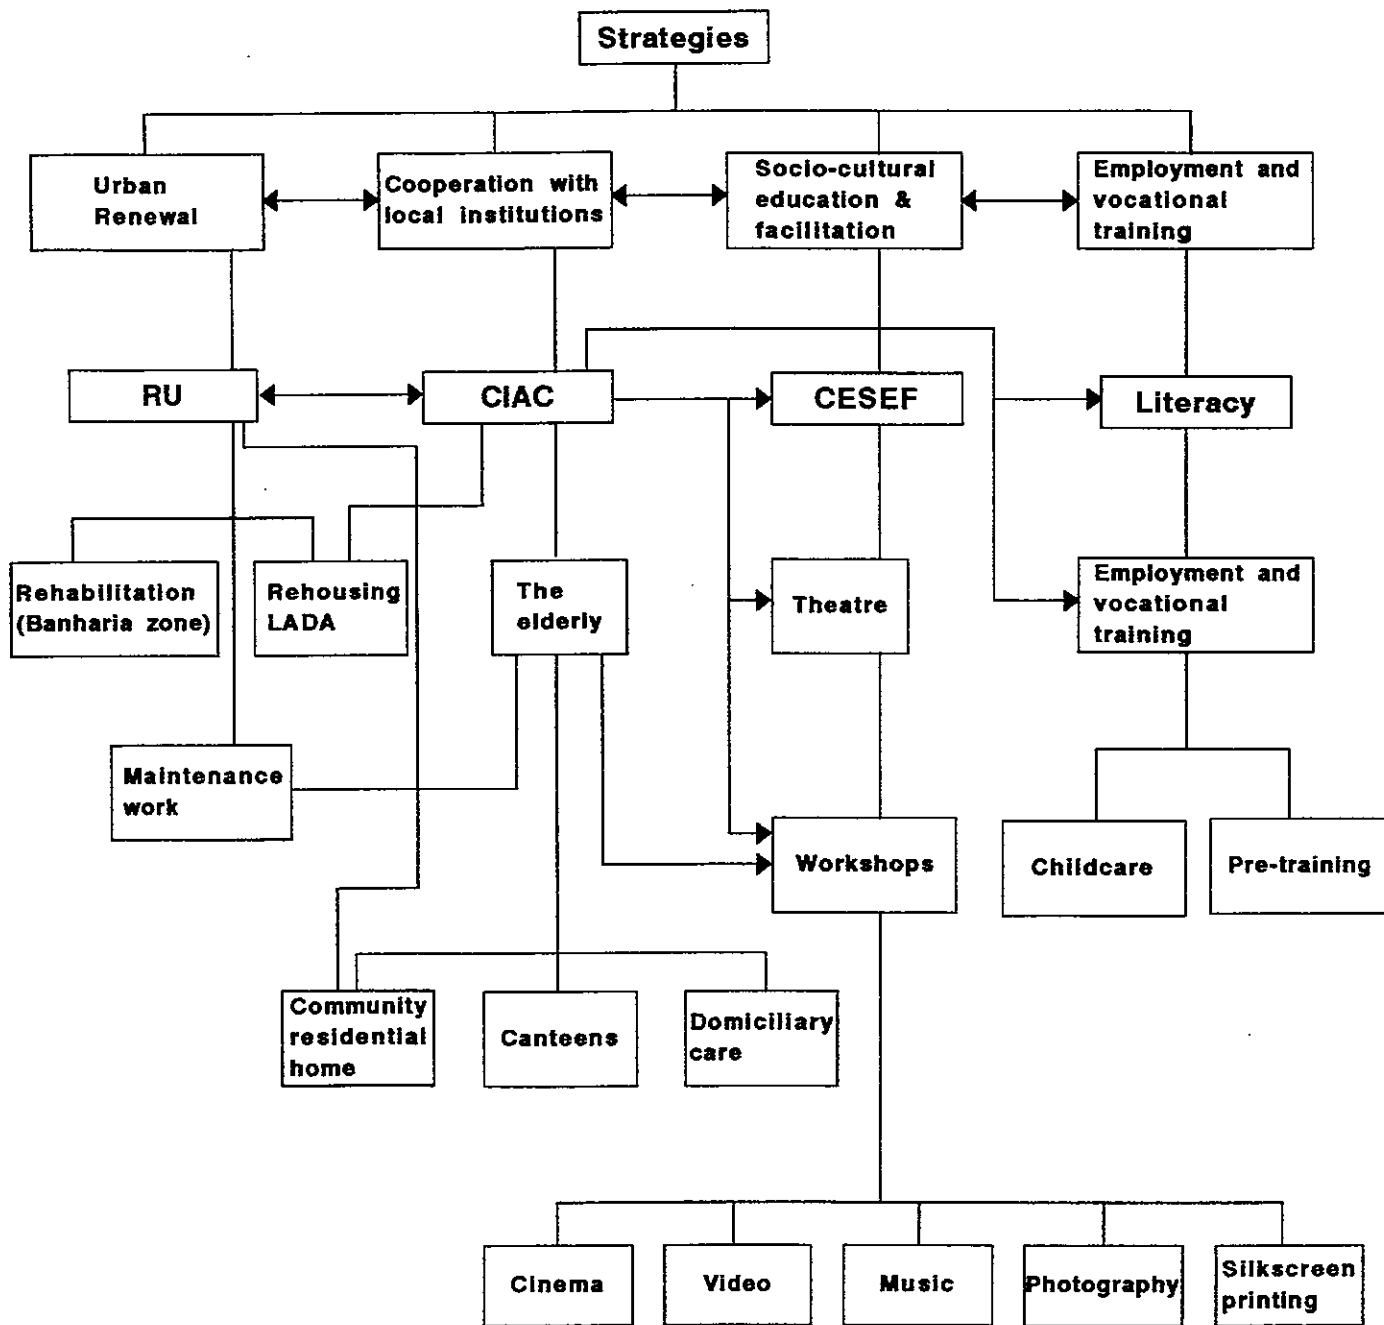 Strategies
Urban
Renewal
Cooperation with
local institutions
Socio-cultural
education &
facilitation
Employment and
vocational
training
RU
CIAC
CESEF
Literacy
Rehabilitation
(Banharia zone)
Rehousing
LADA
The
elderly
Theatre
Employment and
vocational
training
Maintenance
work
Workshops
Childcare
Pre-training
Community
residential
home
Canteens
Domiciliary
care
Cinema
Video
Music
Photography
Silkscreen
printing